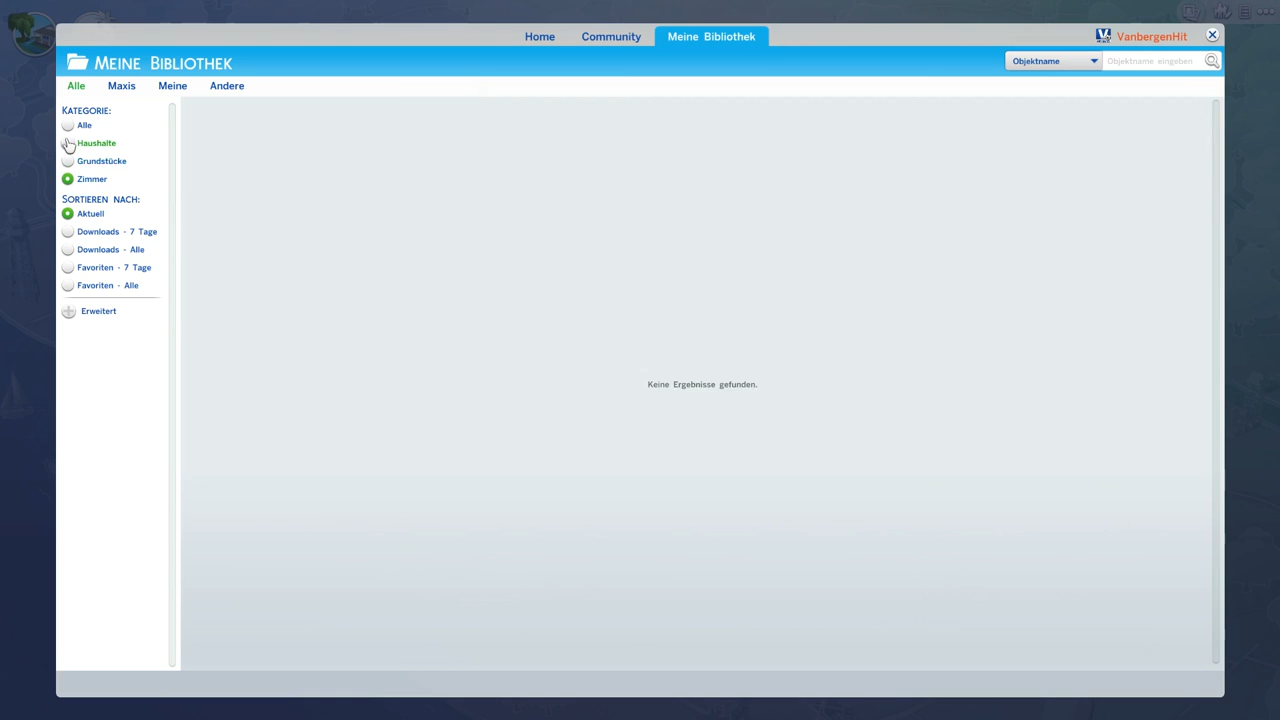 Home Community Meine Bibliothek VanbergenHit
MEINE BIBLIOTHEK Objektname Objektname eingeben
Alle Maxis Meine Andere
KATEGORIE:
Alle
Haushalte
Grundstücke
Zimmer
SORTIEREN NACH:
Aktuell
Downloads - 7 Tage
Downloads - Alle
Favoriten - 7 Tage
Favoriten - Alle
Erweitert
Keine Ergebnisse gefunden.